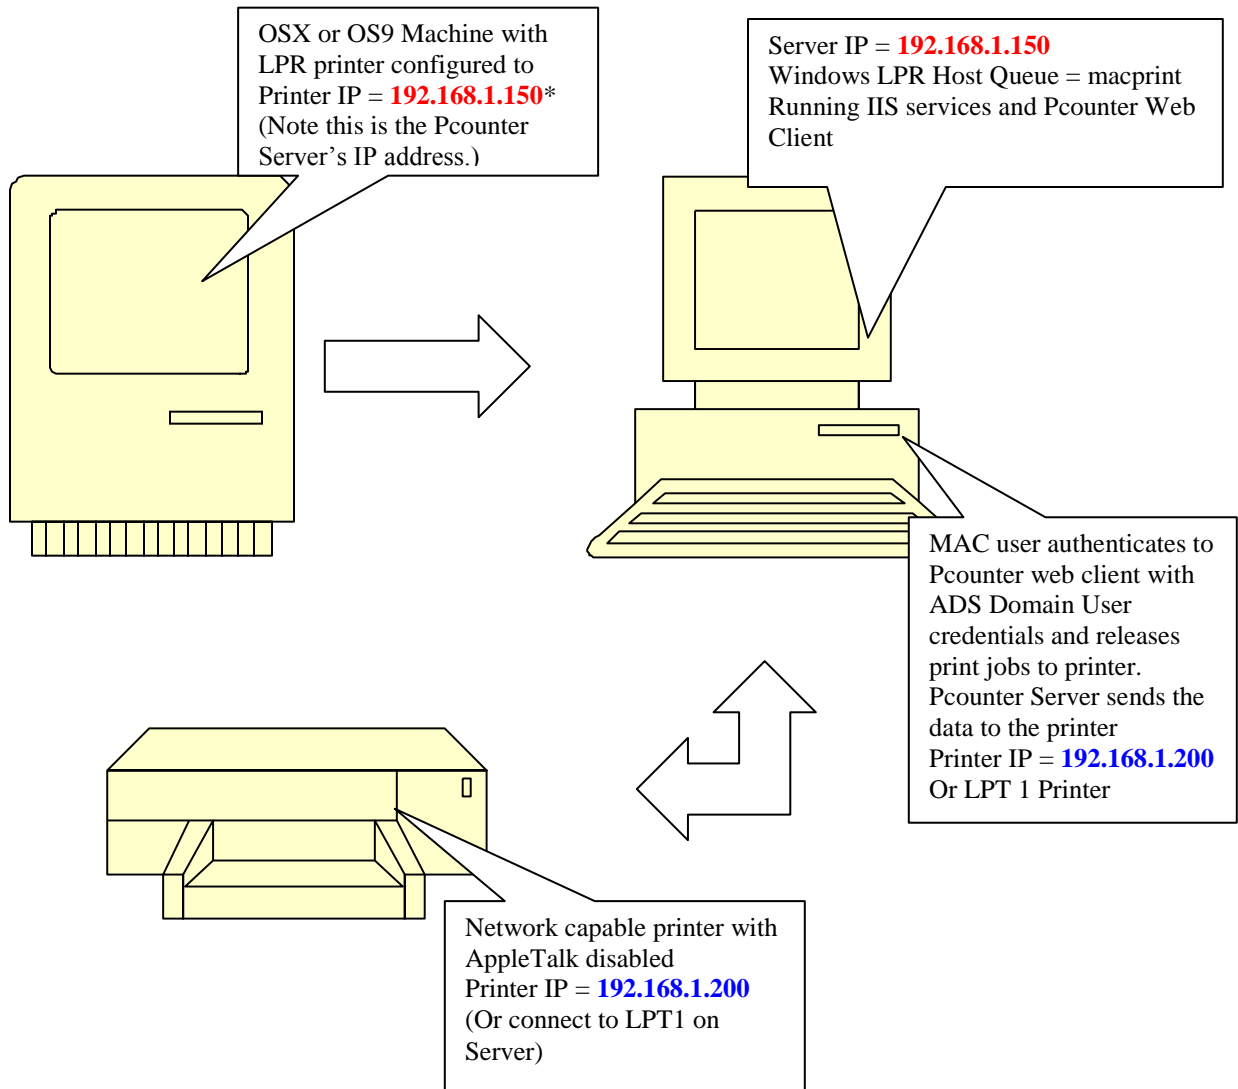 OSX or OS9 Machine with
LPR printer configured to
Printer IP = 192.168.1.150*
(Note this is the Pcounter
Server's IP address.)
Server IP = 192.168.1.150
Windows LPR Host Queue = macprint
Running IIS services and Pcounter Web
Client
MAC user authenticates to
Pcounter web client with
ADS Domain User
credentials and releases
print jobs to printer.
Pcounter Server sends the
data to the printer
Printer IP = 192.168.1.200
Or LPT 1 Printer
Network capable printer with
AppleTalk disabled
Printer IP = 192.168.1.200
(Or connect to LPT1 on
Server)